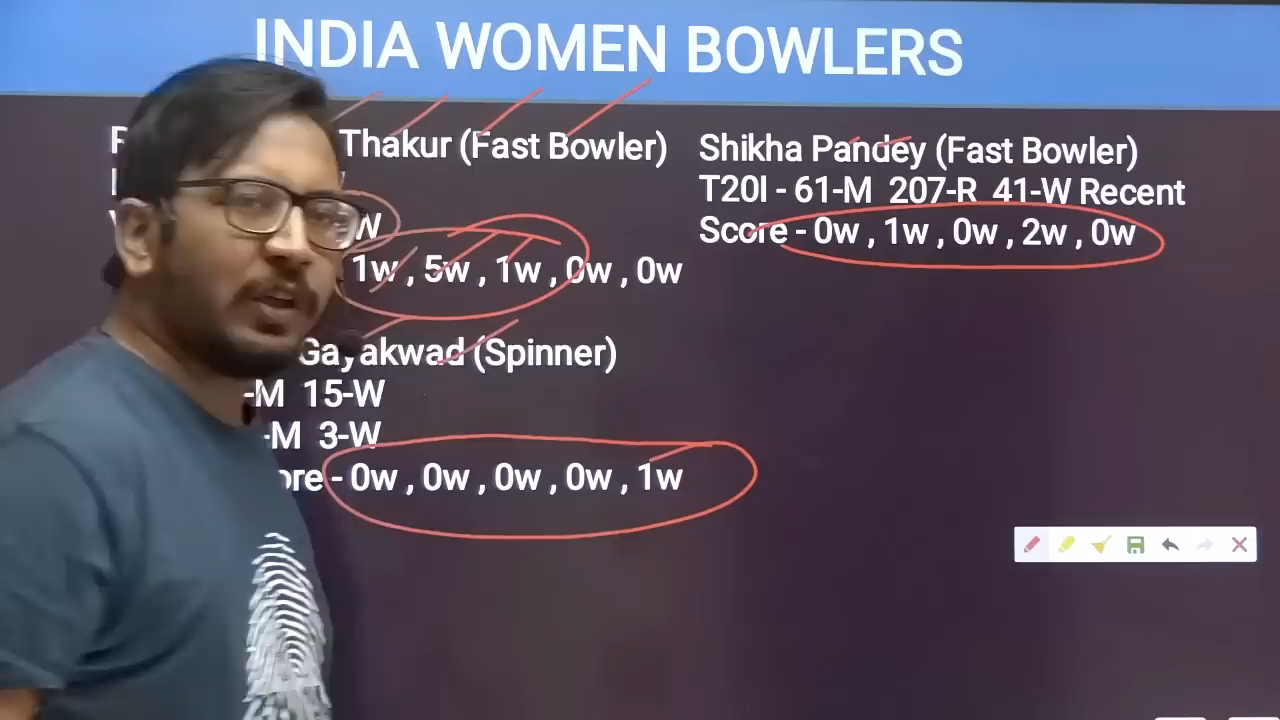 INDIA WOMEN BOWLERS
Thakur (Fast Bowler)
1w , 5w , 1w , 0w , 0w
Gayakwad (Spinner)
-M 15-W
-M 3-W
ore - 0w , 0w , 0w , 0w , 1w
Shikha Pandey (Fast Bowler)
T20I - 61-M 207-R 41-W Recent
Score - 0w , 1w , 0w , 2w , 0w